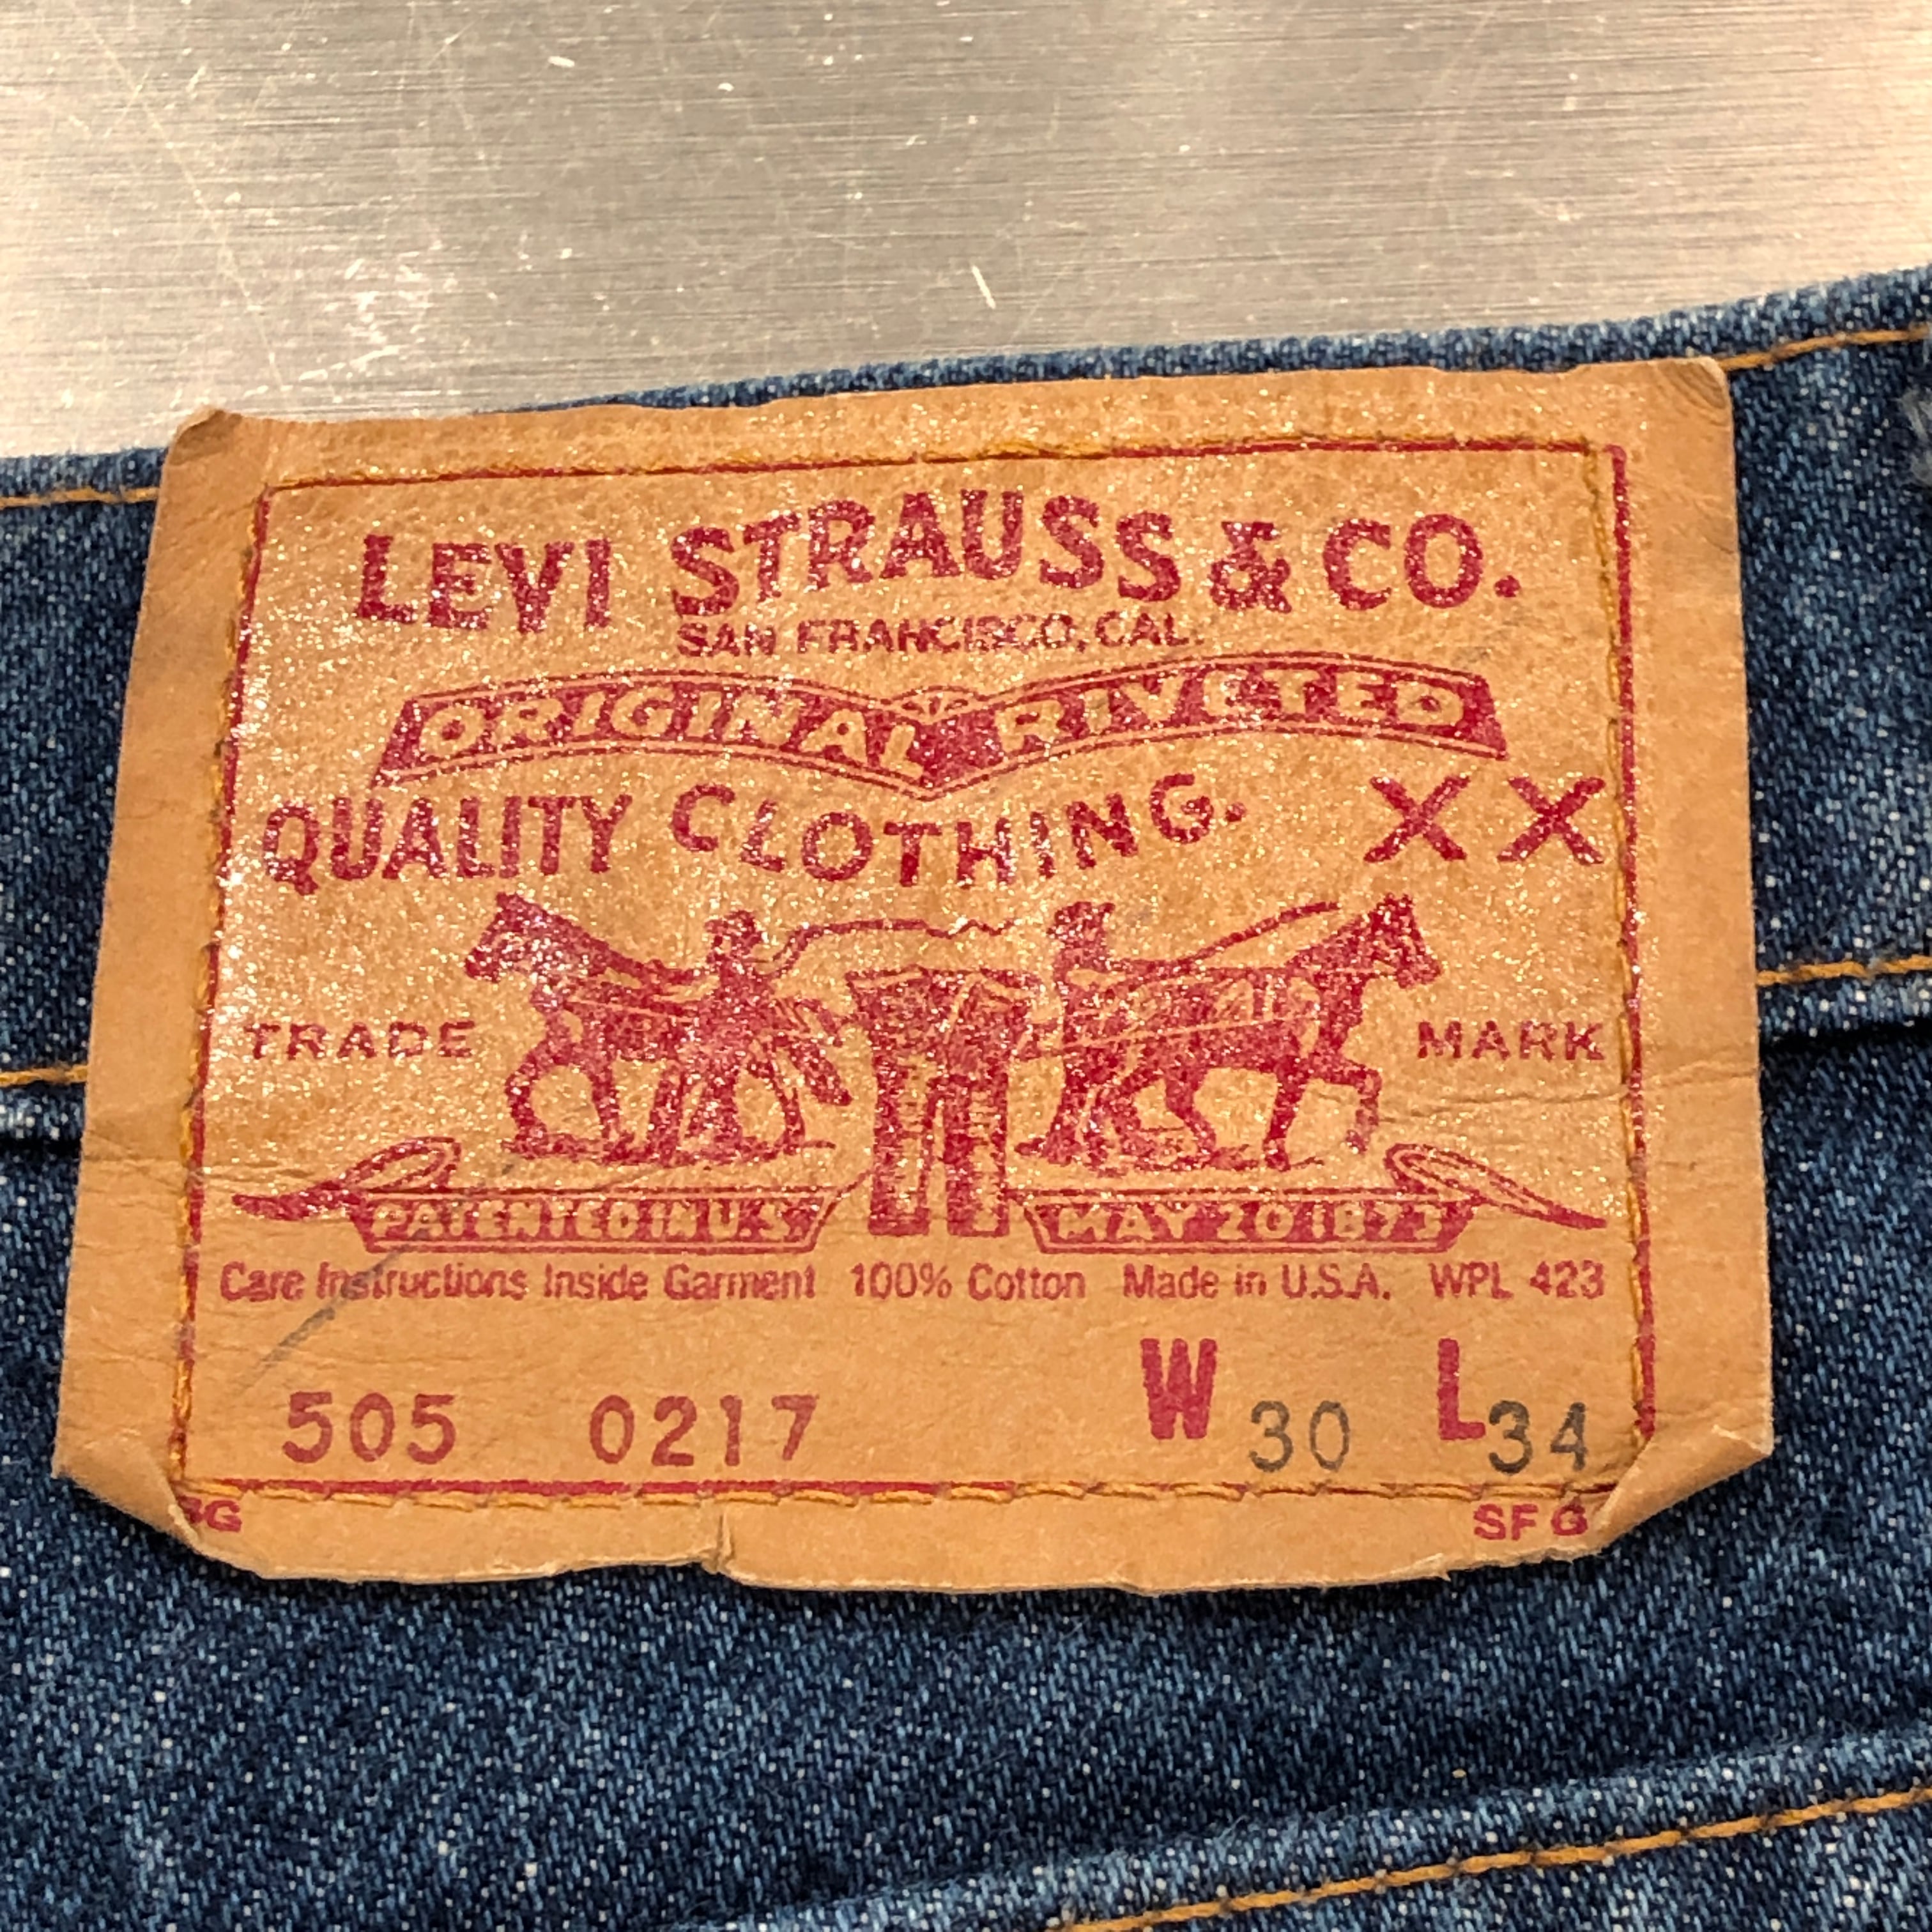 LEVI STRAUSS & CO.
SAN FRANCISCO, CAL.
ORIGINAL RIVETED
QUALITY CLOTHING. XX
TRADE MARK
PATENTED IN U.S. MAY 20 1873
Care Instructions Inside Garment 100% Cotton Made in U.S.A. WPL 423
505 0217 W 30 L 34
SFG